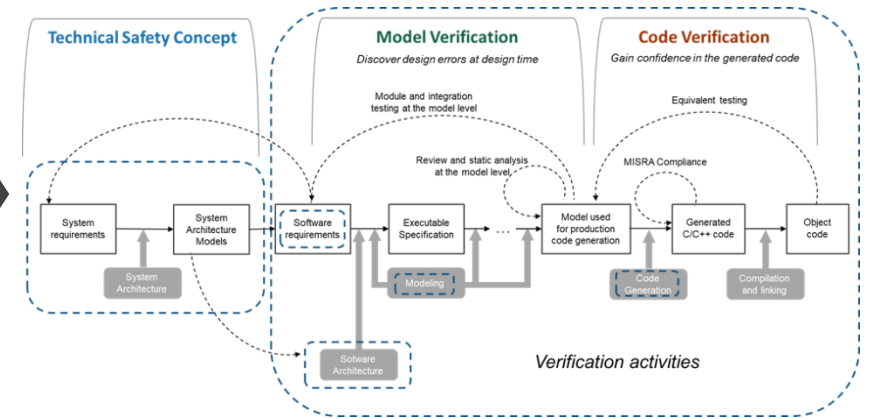 Technical Safety Concept
Model Verification
Discover design errors at design time
Code Verification
Gain confidence in the generated code
Module and integration
testing at the model level
Equivalent testing
Review and static analysis
at the model level
MISRA Compliance
System
requirements
System
Architecture
Models
Software
requirements
Executable
Specification
...
Model used
for production
code generation
Generated
C/C++ code
Object
code
System
Architecture
Modeling
Code
Generation
Compilation
and linking
Sotware
Architecture
Verification activities